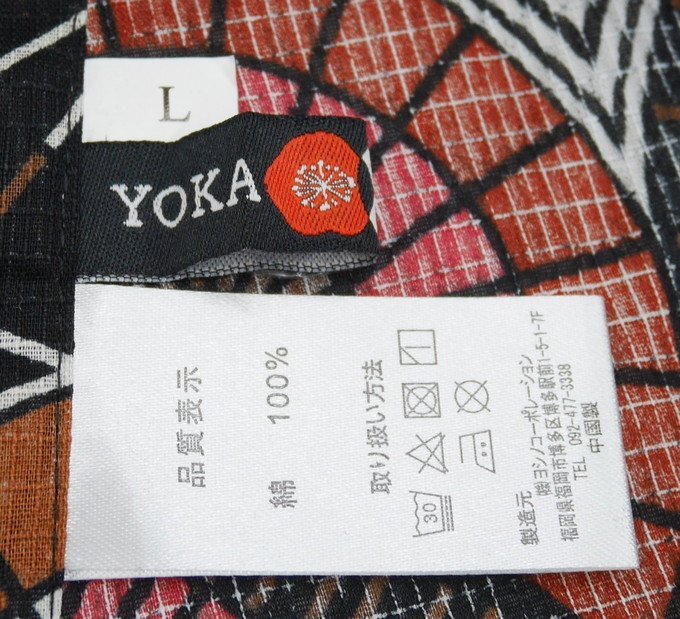 L
YOKA
品質表示
綿 100%
取り扱い方法
30
製造元
㈱ヨシノコーポレーション
福岡県福岡市博多区博多駅前1-5-1-7F
TEL 092-477-3338
中国製